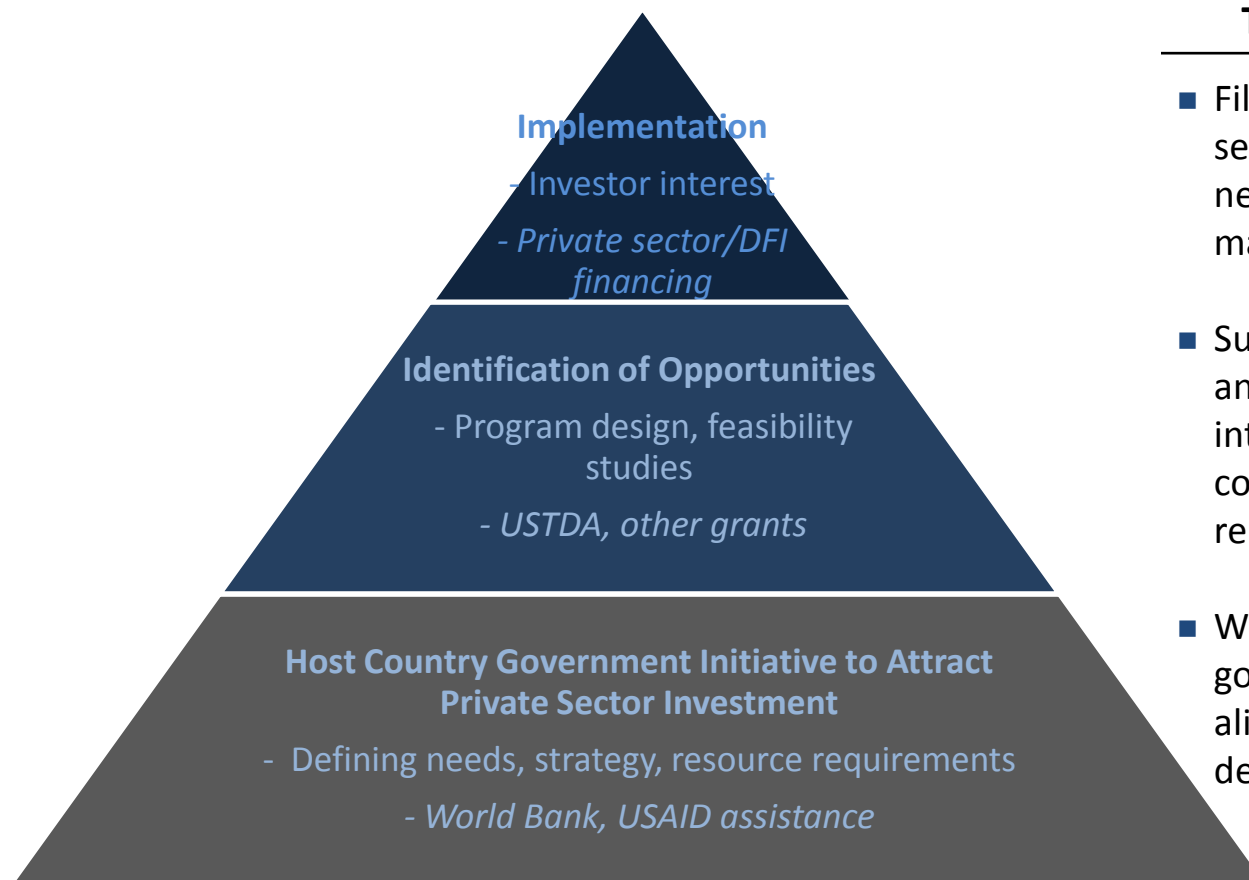 Implementation
- Investor interest
- Private sector/DFI
financing
Identification of Opportunities
- Program design, feasibility
studies
- USTDA, other grants
Host Country Government Initiative to Attract
Private Sector Investment
- Defining needs, strategy, resource requirements
- World Bank, USAID assistance